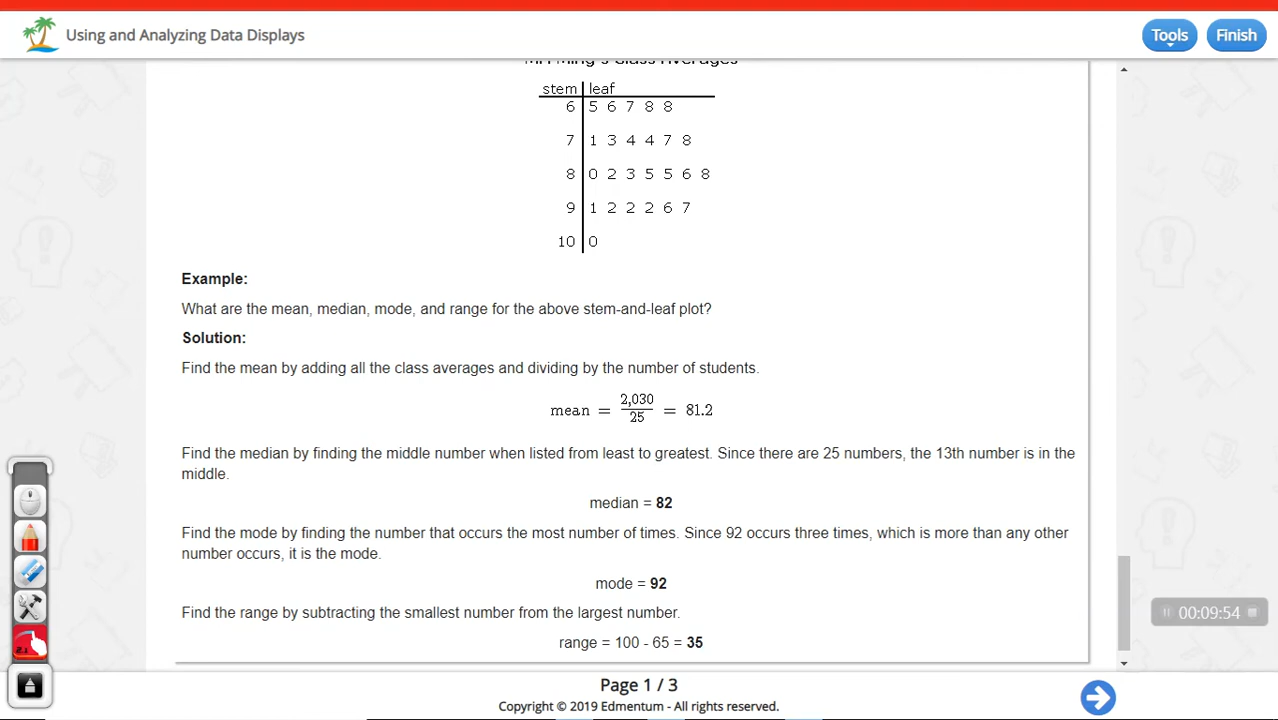 Using and Analyzing Data Displays
Tools
Finish
Mr. Ming's Class Averages
stem leaf
6 5 6 7 8 8
7 1 3 4 4 7 8
8 0 2 3 5 5 6 8
9 1 2 2 2 6 7
10 0
Example:
What are the mean, median, mode, and range for the above stem-and-leaf plot?
Solution:
Find the mean by adding all the class averages and dividing by the number of students.
mean = 2,030/25 = 81.2
Find the median by finding the middle number when listed from least to greatest. Since there are 25 numbers, the 13th number is in the
middle.
median = 82
Find the mode by finding the number that occurs the most number of times. Since 92 occurs three times, which is more than any other
number occurs, it is the mode.
mode = 92
Find the range by subtracting the smallest number from the largest number.
range = 100 - 65 = 35
00:09:54
Page 1 / 3
Copyright © 2019 Edmentum - All rights reserved.